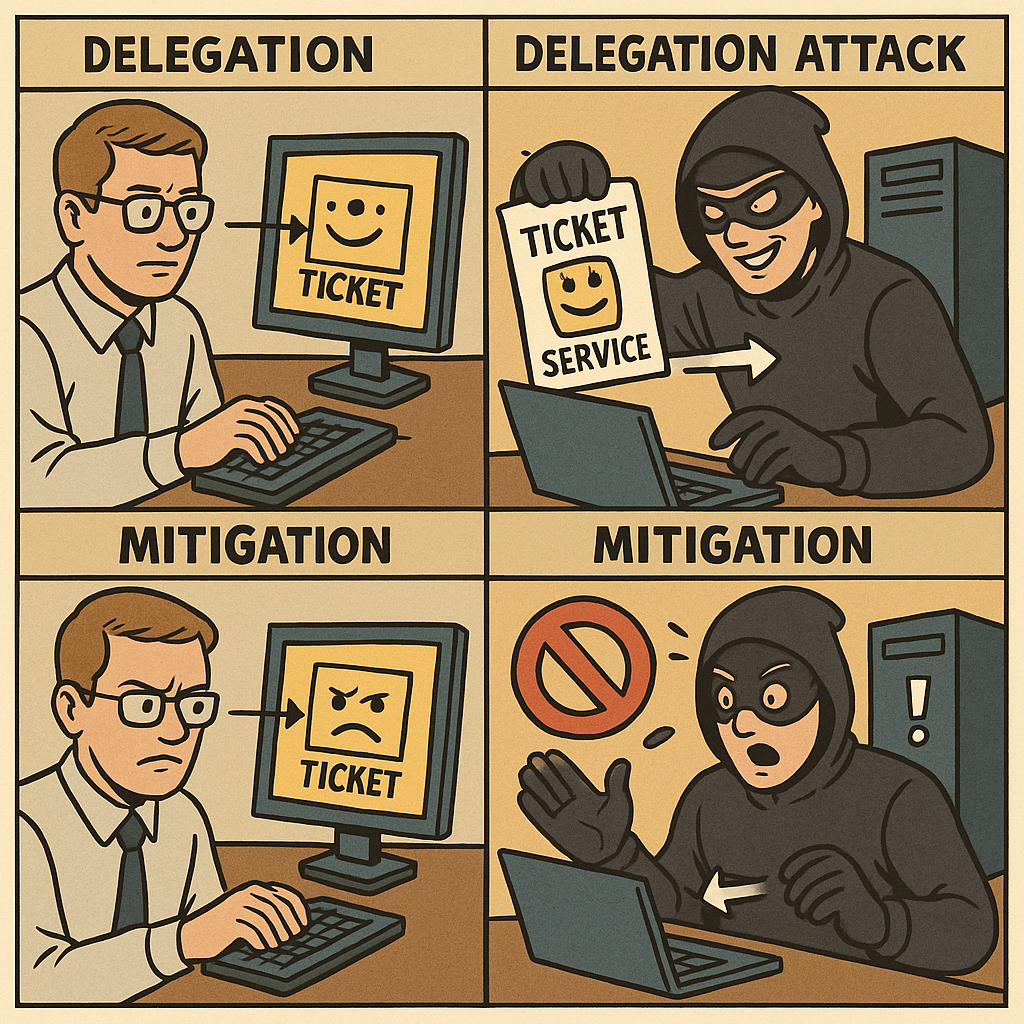 DELEGATION
DELEGATION ATTACK
TICKET
TICKET
SERVICE
MITIGATION
MITIGATION
TICKET
!